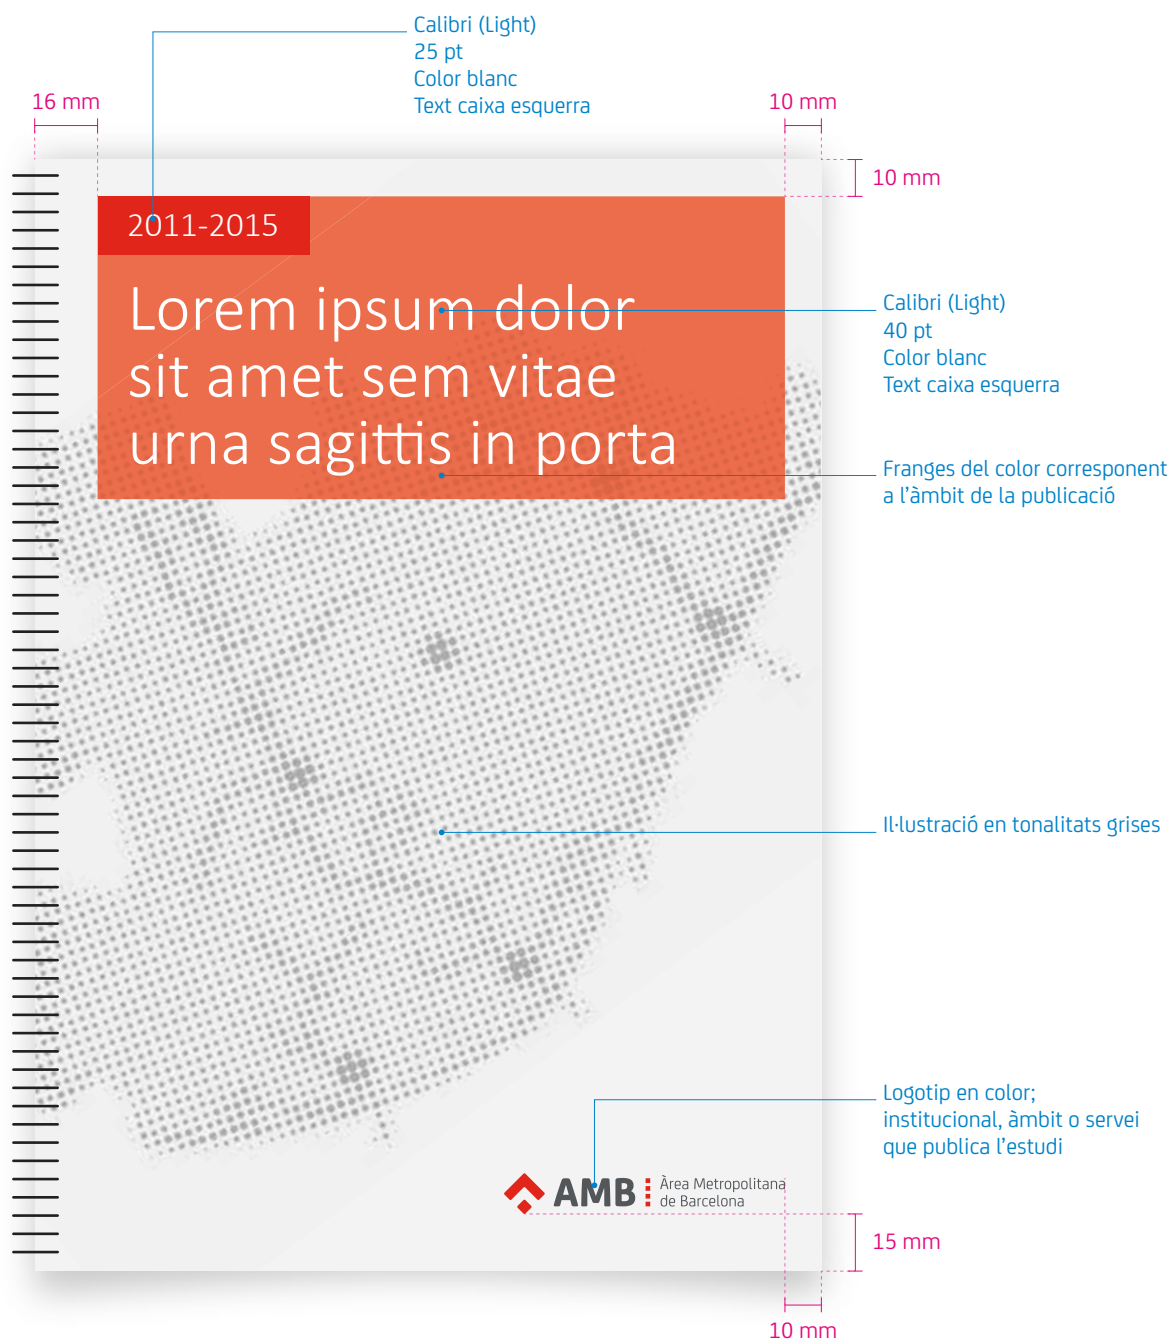 Calibri (Light)
25 pt
Color blanc
Text caixa esquerra
16 mm
10 mm
10 mm
2011-2015
Lorem ipsum dolor
sit amet sem vitae
urna sagittis in porta
Calibri (Light)
40 pt
Color blanc
Text caixa esquerra
Franges del color corresponent
a l’àmbit de la publicació
Il·lustració en tonalitats grises
Logotip en color;
institucional, àmbit o servei
que publica l’estudi
AMB
Àrea Metropolitana
de Barcelona
15 mm
10 mm